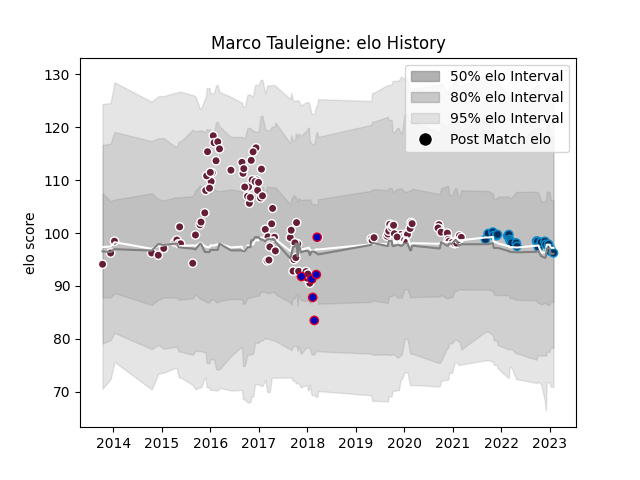 Marco Tauleigne: elo History
50% elo Interval
80% elo Interval
95% elo Interval
Post Match elo
elo score
130
120
110
100
90
80
70
2014 2015 2016 2017 2018 2019 2020 2021 2022 2023